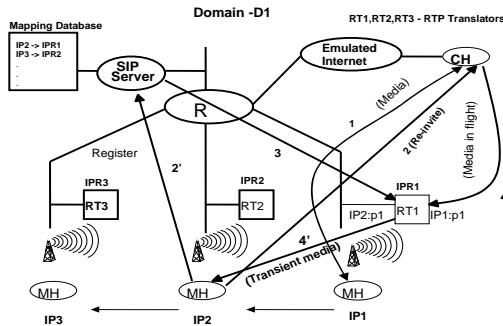 Domain -D1
Mapping Database
RT1,RT2,RT3 - RTP Translators
IP2 -> IPR1
IP3 -> IPR2
.
.
.
SIP
Server
Emulated
Internet
CH
R
1
(Media)
2 (Re-invite)
(Media in flight)
4
Register
2'
3
IPR3
RT3
IPR2
RT2
IPR1
RT1
IP2:p1
IP1:p1
4'
(Transient media)
MH
MH
MH
IP3
IP2
IP1